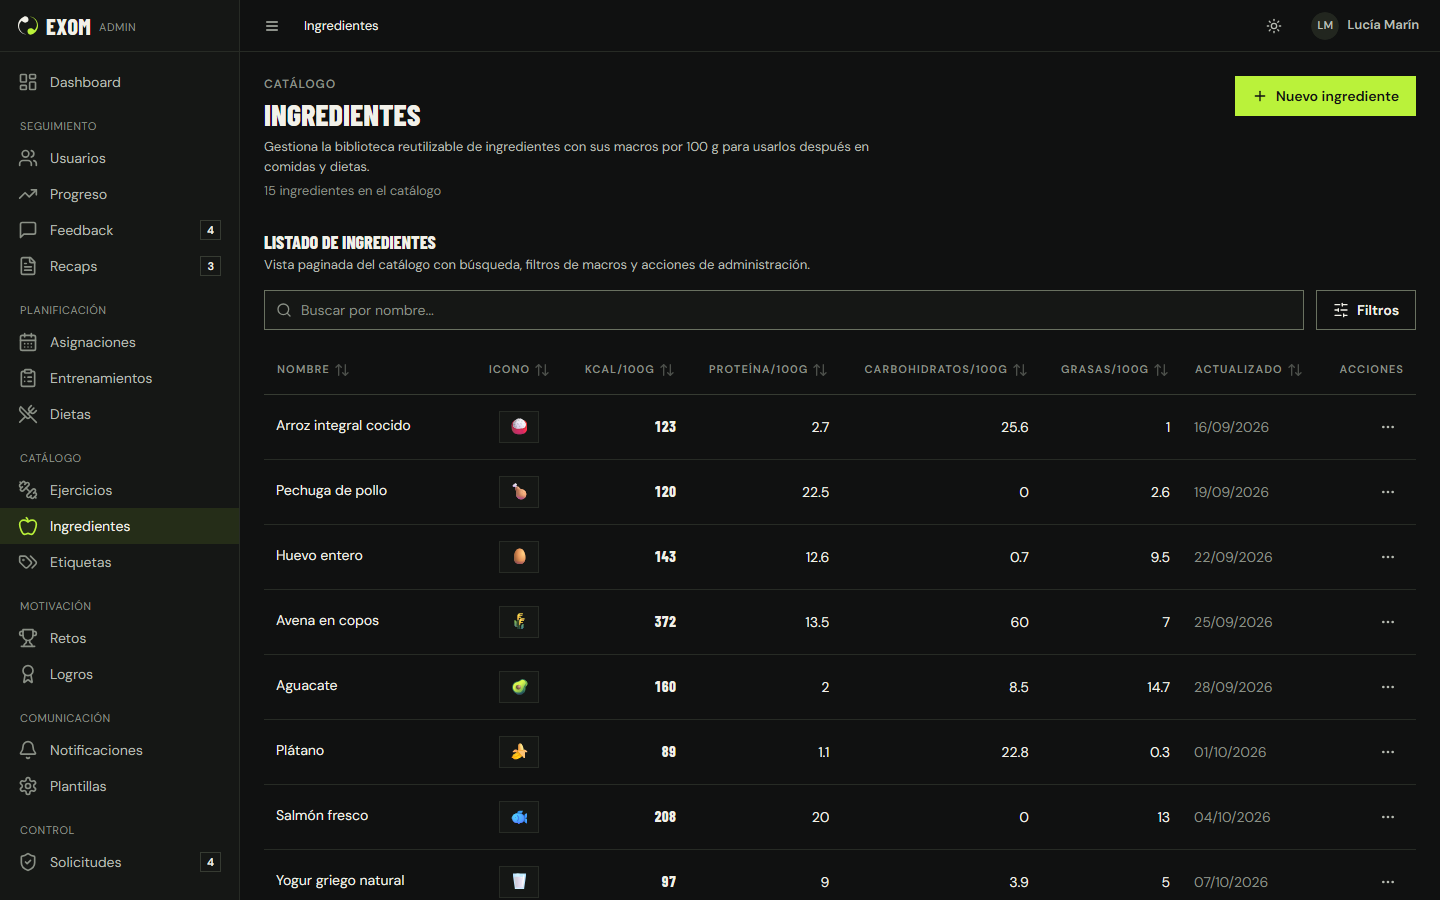 EXOM ADMIN
Ingredientes
LM Lucía Marín
Dashboard
SEGUIMIENTO
Usuarios
Progreso
Feedback 4
Recaps 3
PLANIFICACIÓN
Asignaciones
Entrenamientos
Dietas
CATÁLOGO
Ejercicios
Ingredientes
Etiquetas
MOTIVACIÓN
Retos
Logros
COMUNICACIÓN
Notificaciones
Plantillas
CONTROL
Solicitudes 4
CATÁLOGO
INGREDIENTES
Gestiona la biblioteca reutilizable de ingredientes con sus macros por 100 g para usarlos después en
comidas y dietas.
15 ingredientes en el catálogo
Nuevo ingrediente
LISTADO DE INGREDIENTES
Vista paginada del catálogo con búsqueda, filtros de macros y acciones de administración.
Buscar por nombre...
Filtros
NOMBRE ICONO KCAL/100G PROTEÍNA/100G CARBOHIDRATOS/100G GRASAS/100G ACTUALIZADO ACCIONES
Arroz integral cocido 123 2.7 25.6 1 16/09/2026
Pechuga de pollo 120 22.5 0 2.6 19/09/2026
Huevo entero 143 12.6 0.7 9.5 22/09/2026
Avena en copos 372 13.5 60 7 25/09/2026
Aguacate 160 2 8.5 14.7 28/09/2026
Plátano 89 1.1 22.8 0.3 01/10/2026
Salmón fresco 208 20 0 13 04/10/2026
Yogur griego natural 97 9 3.9 5 07/10/2026